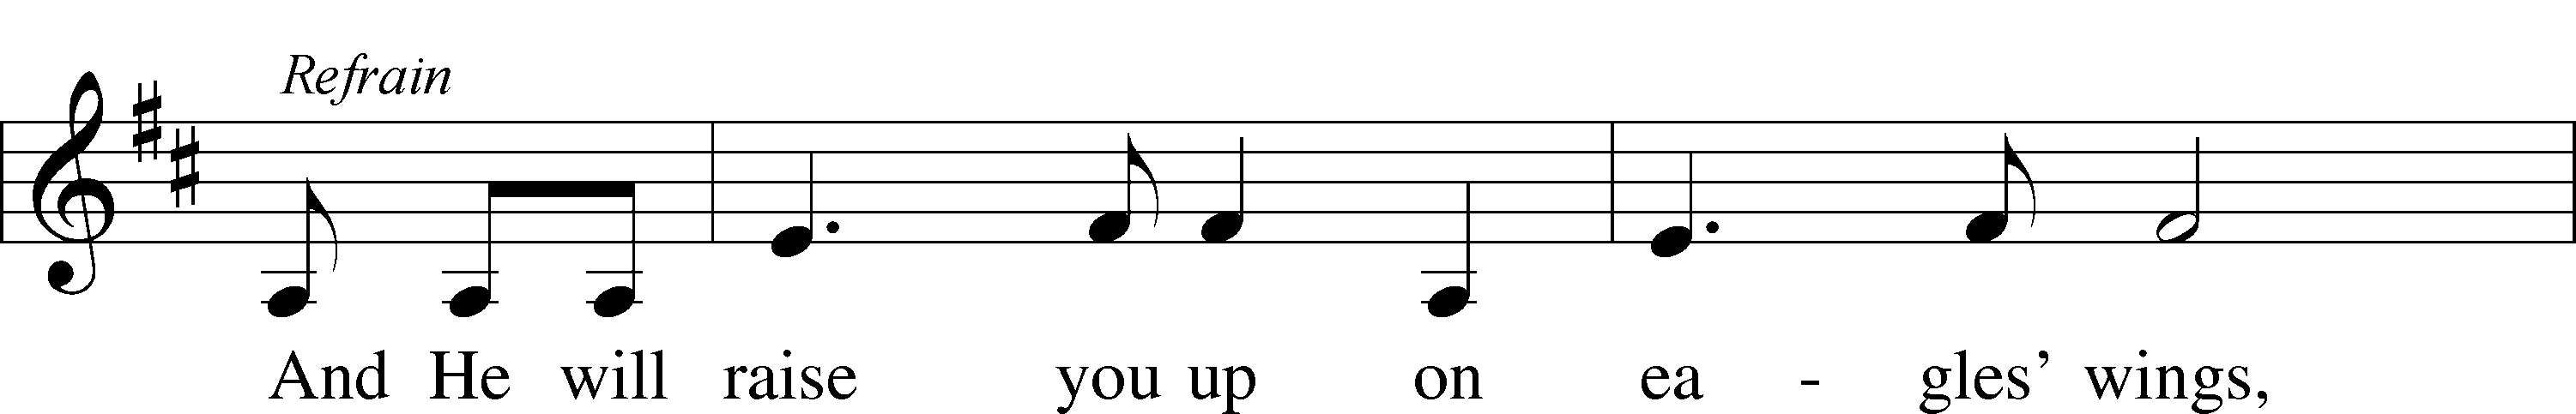 Refrain
And He will raise you up on ea - gles’ wings,